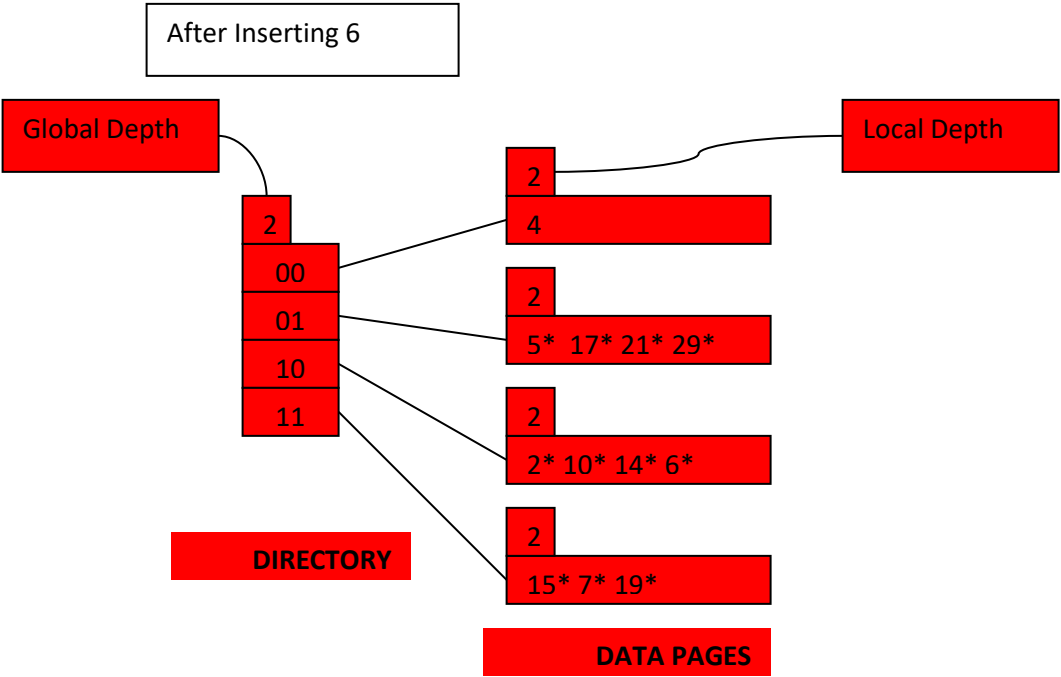 After Inserting 6
Global Depth
Local Depth
2
00
01
10
11
2
4
2
5* 17* 21* 29*
2
2* 10* 14* 6*
2
15* 7* 19*
DIRECTORY
DATA PAGES